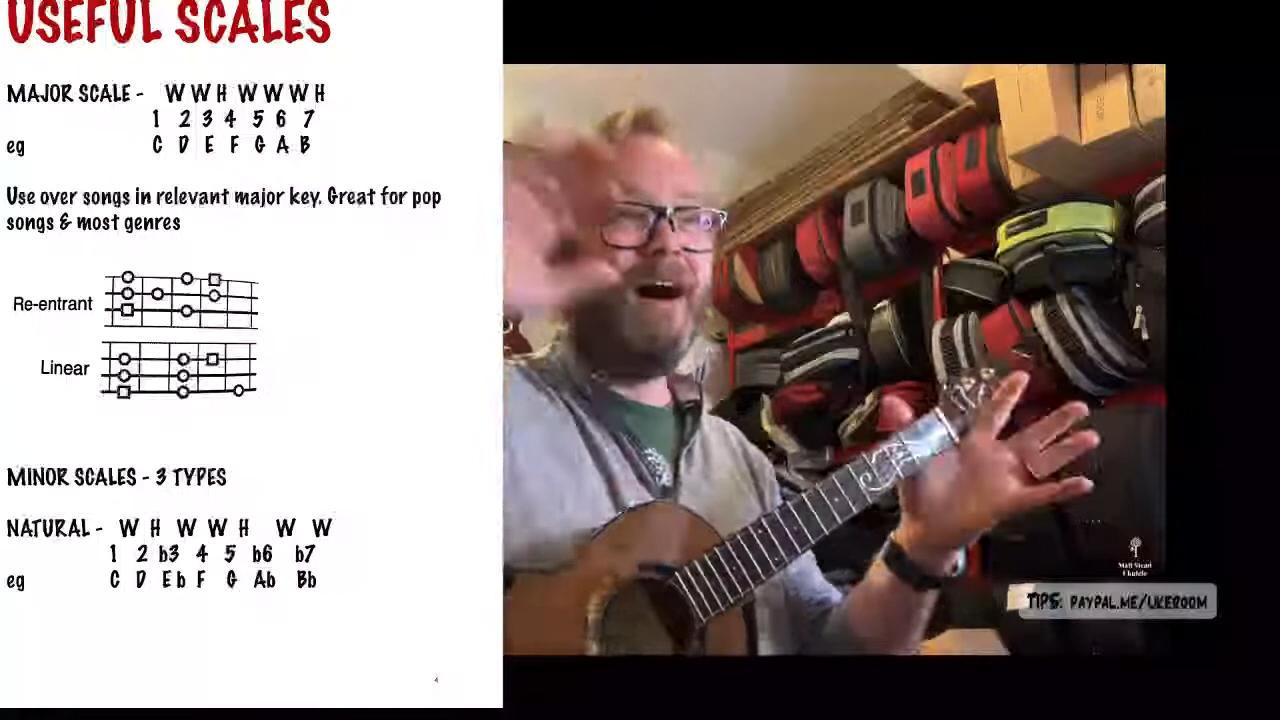 USEFUL SCALES
MAJOR SCALE - W W H W W W H
1 2 3 4 5 6 7
eg C D E F G A B
Use over songs in relevant major key. Great for pop
songs & most genres
Re-entrant
Linear
MINOR SCALES - 3 TYPES
NATURAL - W H W W H W W
1 2 b3 4 5 b6 b7
eg C D Eb F G Ab Bb
4
Ukulele
TIPS: PAYPAL.ME/UKEROOM